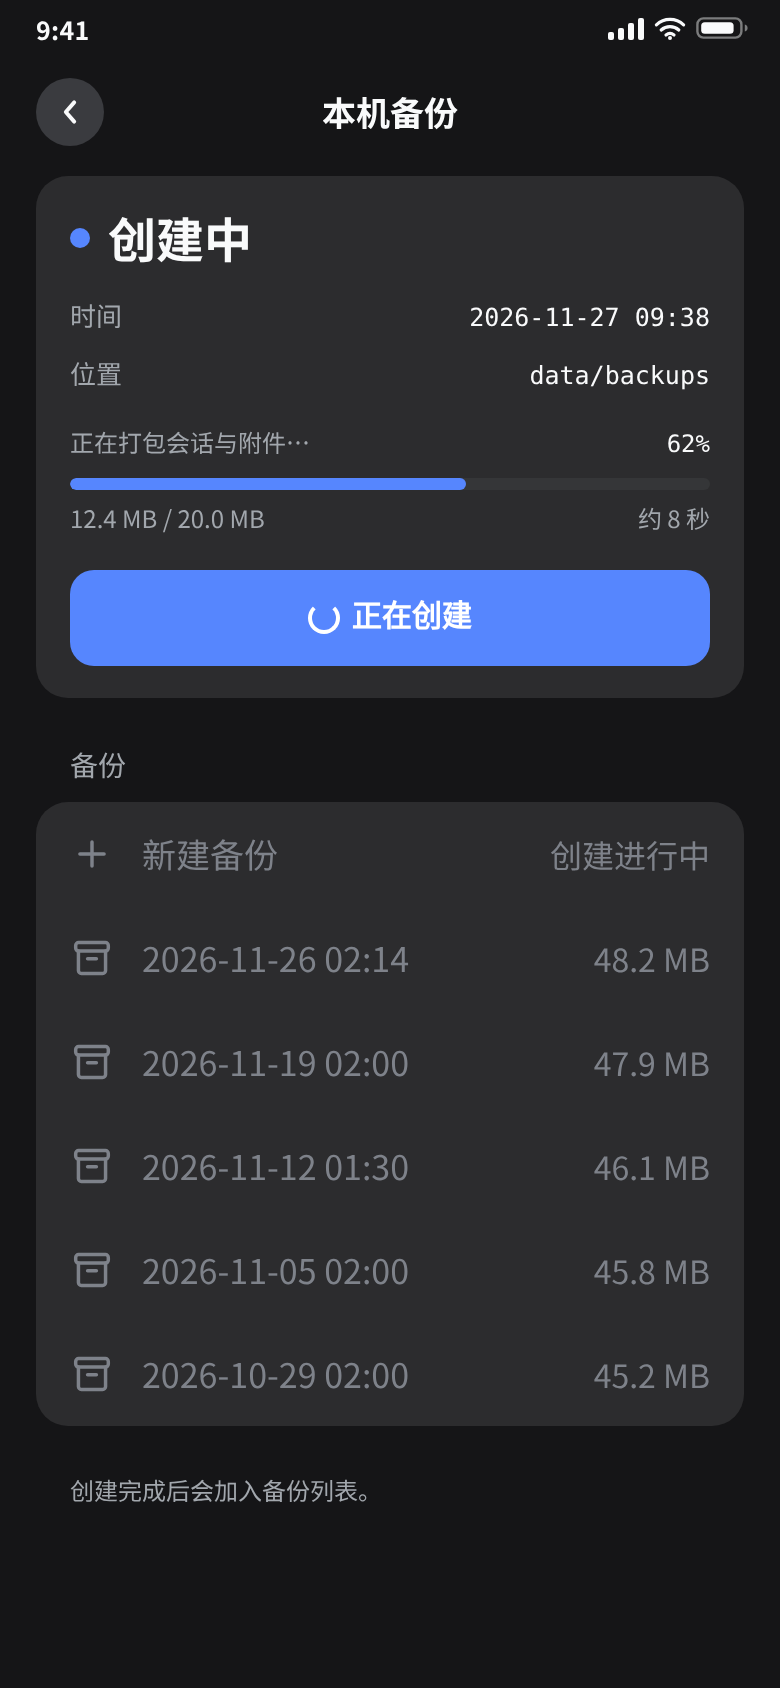 9:41
本机备份
创建中
时间 2026-11-27 09:38
位置 data/backups
正在打包会话与附件… 62%
12.4 MB / 20.0 MB 约 8 秒
正在创建
备份
新建备份 创建进行中
2026-11-26 02:14 48.2 MB
2026-11-19 02:00 47.9 MB
2026-11-12 01:30 46.1 MB
2026-11-05 02:00 45.8 MB
2026-10-29 02:00 45.2 MB
创建完成后会加入备份列表。